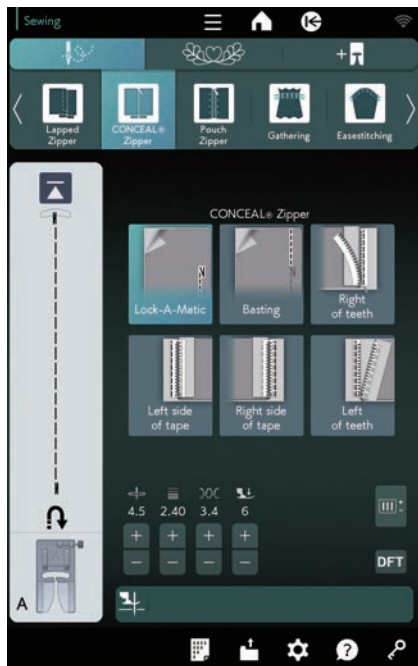 Sewing
Lapped
Zipper
CONCEAL®
Zipper
Pouch
Zipper
Gathering
Easestitching
CONCEAL® Zipper
Lock-A-Matic
Basting
Right
of teeth
Left side
of tape
Right side
of tape
Left
of teeth
4.5 2.40 3.4 6
+ + + +
− − − −
DFT
A